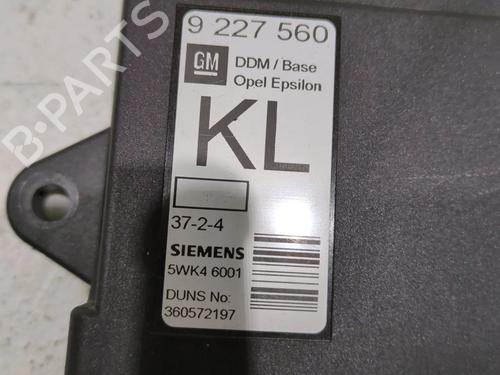 9 227 560
GM
DDM / Base
Opel Epsilon
KL
37-2-4
SIEMENS
5WK4 6001
DUNS No:
360572197
B-PARTS